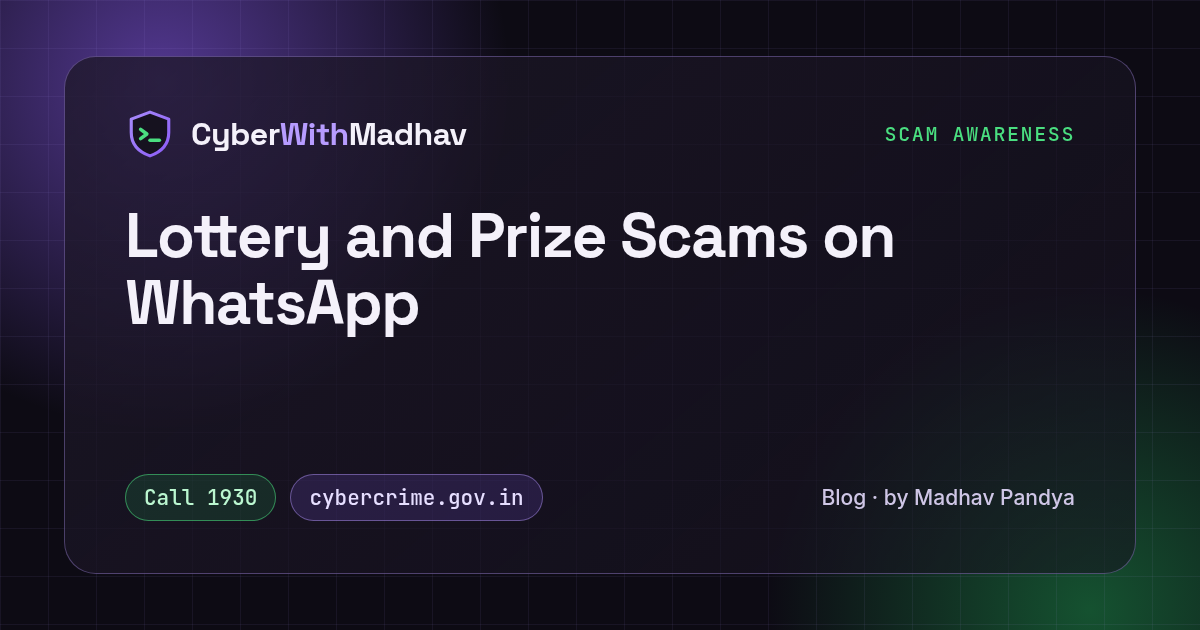 CyberWithMadhav
SCAM AWARENESS
Lottery and Prize Scams on
WhatsApp
Call 1930
cybercrime.gov.in
Blog · by Madhav Pandya